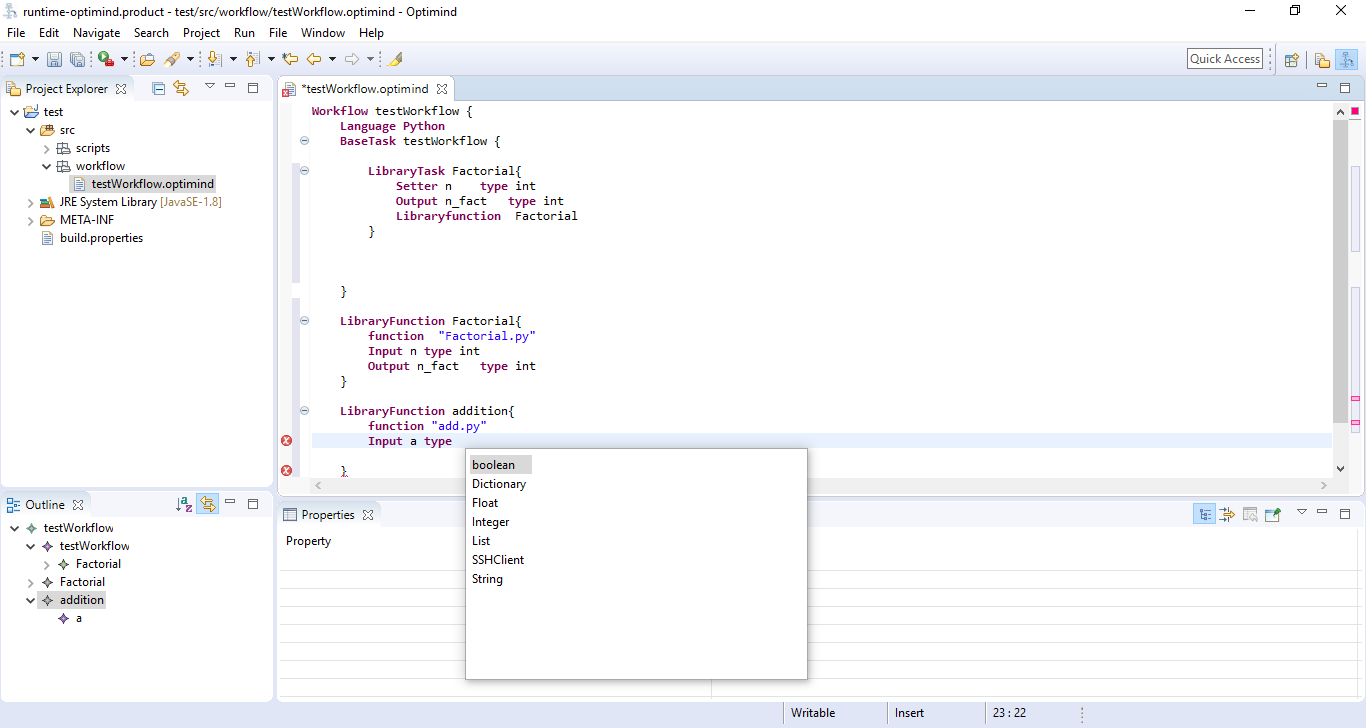 runtime-optimind.product - test/src/workflow/testWorkflow.optimind - Optimind
File Edit Navigate Search Project Run File Window Help
Quick Access
Project Explorer
test
src
scripts
workflow
testWorkflow.optimind
JRE System Library [JavaSE-1.8]
META-INF
build.properties
*testWorkflow.optimind
Workflow testWorkflow {
Language Python
BaseTask testWorkflow {
LibraryTask Factorial{
Setter n type int
Output n_fact type int
Libraryfunction Factorial
}
}
LibraryFunction Factorial{
function "Factorial.py"
Input n type int
Output n_fact type int
}
LibraryFunction addition{
function "add.py"
Input a type
}
boolean
Dictionary
Float
Integer
List
SSHClient
String
Outline
testWorkflow
testWorkflow
Factorial
Factorial
addition
a
Properties
Property
Writable
Insert
23 : 22